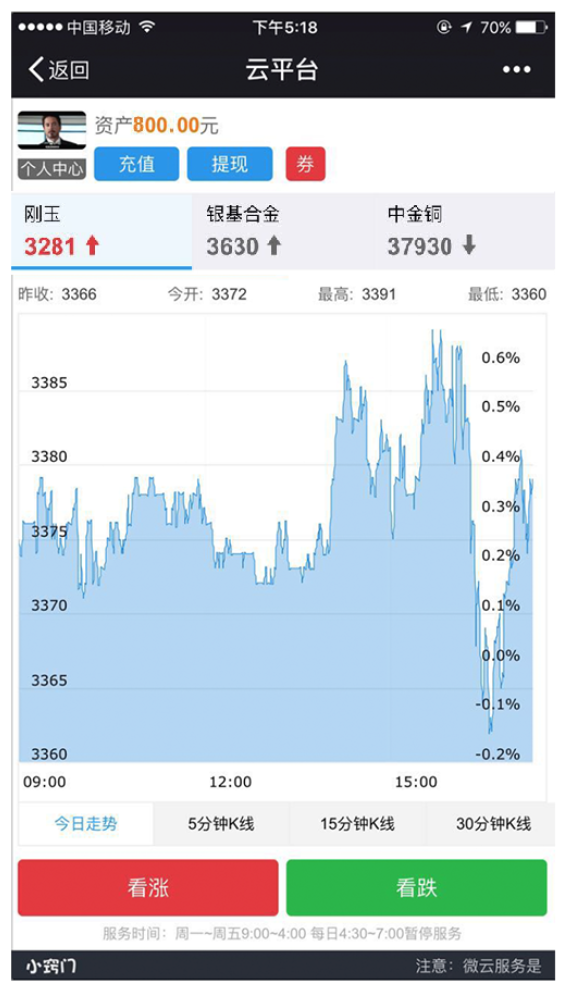 中国移动 下午5:18 70%
返回 云平台
资产800.00元
个人中心 充值 提现 券
刚玉 银基合金 中金铜
3281 3630 37930
昨收: 3366 今开: 3372 最高: 3391 最低: 3360
0.6%
3385
0.5%
3380 0.4%
0.3%
3375
0.2%
3370 0.1%
0.0%
3365
-0.1%
3360 -0.2%
09:00 12:00 15:00
今日走势 5分钟K线 15分钟K线 30分钟K线
看涨 看跌
服务时间：周一~周五9:00~4:00 每日4:30~7:00暂停服务
小窍门 注意：微云服务是